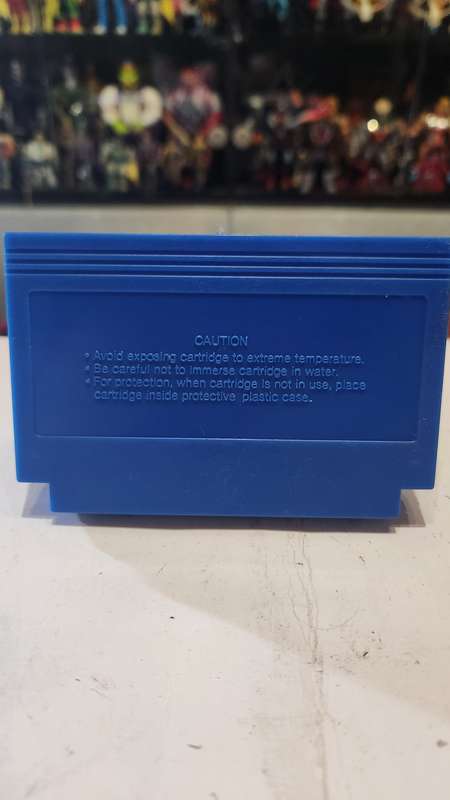 CAUTION
• Avoid exposing cartridge to extreme temperature.
• Be careful not to immerse cartridge in water.
• For protection, when cartridge is not in use, place
cartridge inside protective plastic case.